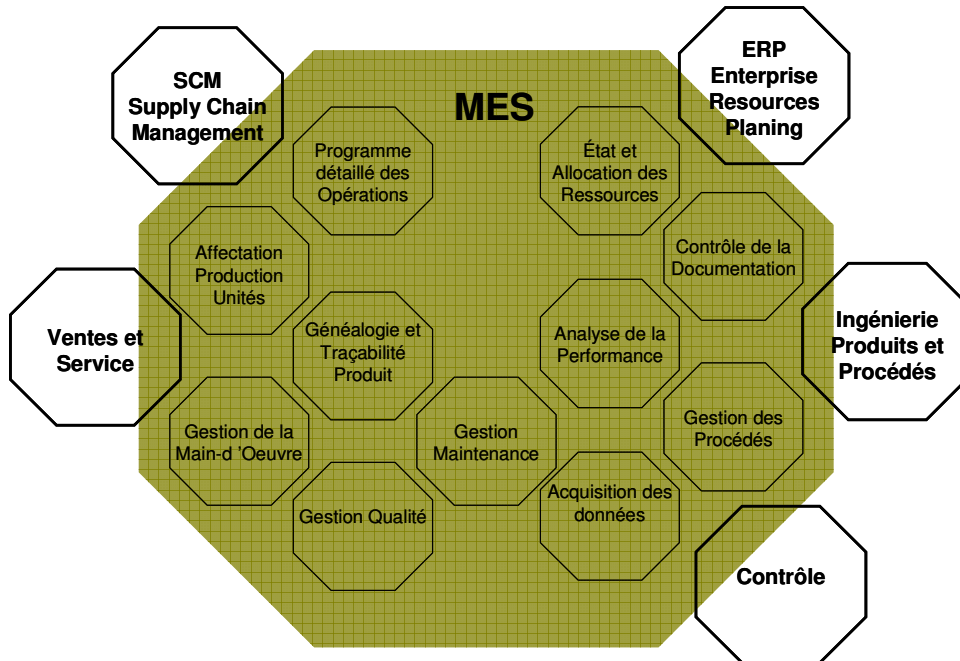 SCM
Supply Chain
Management
ERP
Enterprise
Resources
Planing
MES
Programme
détaillé des
Opérations
État et
Allocation des
Ressources
Affectation
Production
Unités
Contrôle de la
Documentation
Ventes et
Service
Généalogie et
Traçabilité
Produit
Analyse de la
Performance
Ingénierie
Produits et
Procédés
Gestion de la
Main-d 'Oeuvre
Gestion
Maintenance
Gestion des
Procédés
Gestion Qualité
Acquisition des
données
Contrôle